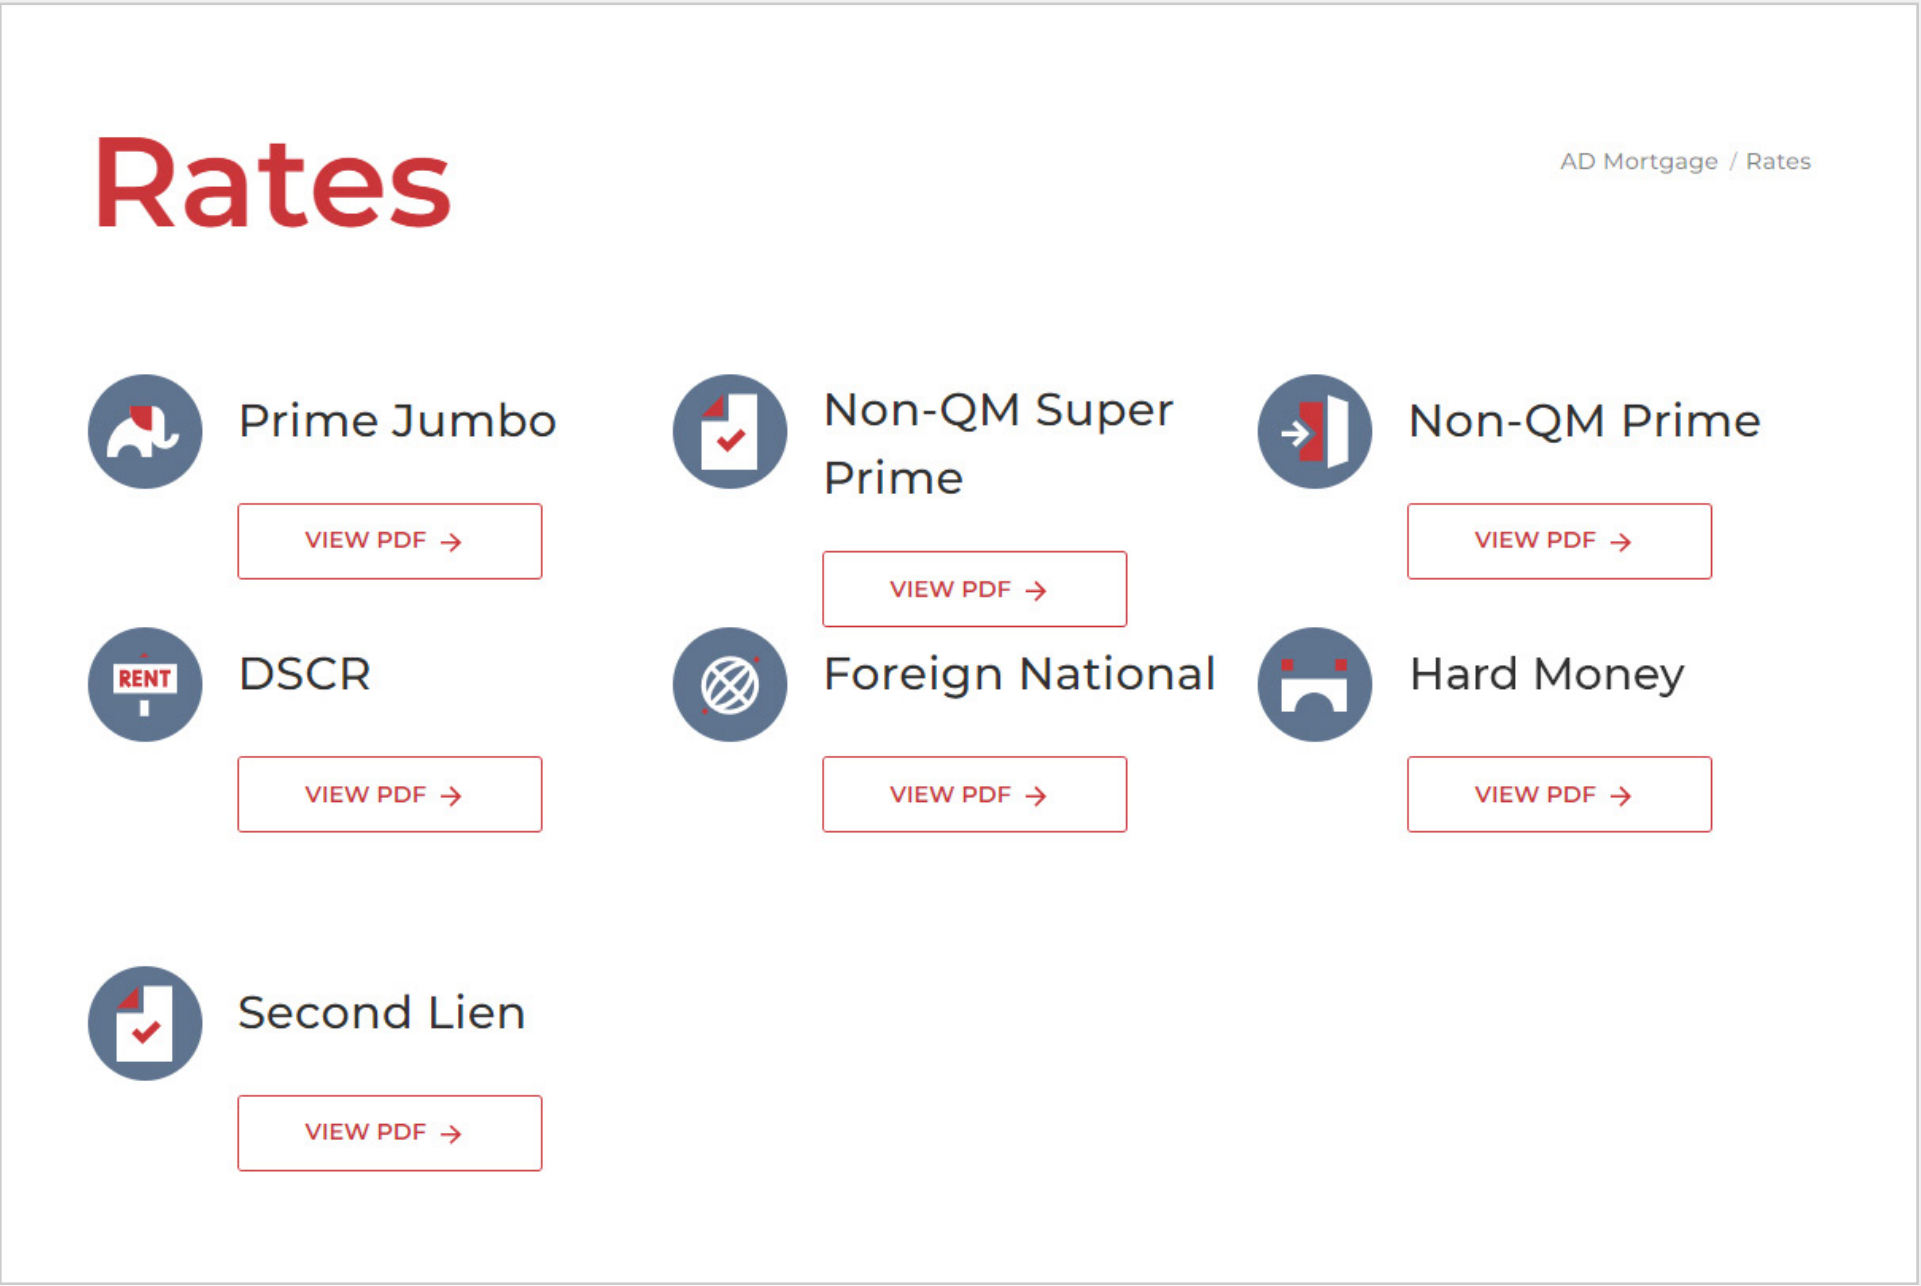 Rates
AD Mortgage / Rates
Prime Jumbo
VIEW PDF →
Non-QM Super
Prime
VIEW PDF →
Non-QM Prime
VIEW PDF →
RENT
DSCR
VIEW PDF →
Foreign National
VIEW PDF →
Hard Money
VIEW PDF →
Second Lien
VIEW PDF →